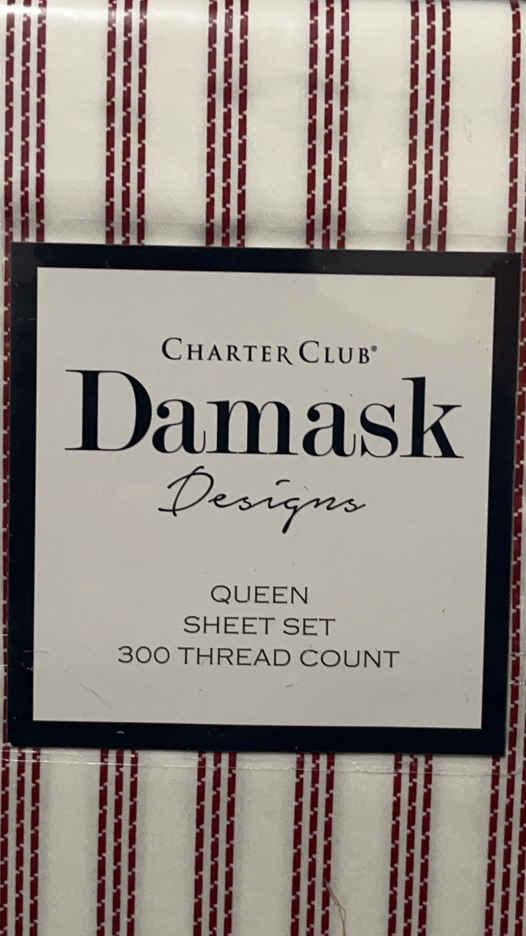 CHARTER CLUB®
Damask
Designs
QUEEN
SHEET SET
300 THREAD COUNT